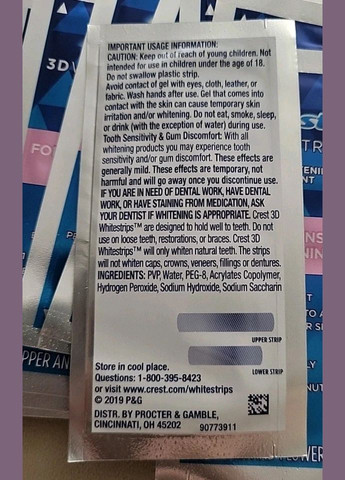 IMPORTANT USAGE INFORMATION:
CAUTION: Keep out of reach of young children. Not
intended for use in children under the age of 18.
Do not swallow plastic strip.
Avoid contact of gel with eyes, cloth, leather, or
fabric. Wash hands after use. Gel that comes into
contact with the skin can cause temporary skin
irritation and/or whitening. Do not eat, smoke, sleep,
or drink (with the exception of water) during use.
Tooth Sensitivity & Gum Discomfort: With all
whitening products you may experience tooth
sensitivity and/or gum discomfort. These effects are
generally mild. These effects are temporary, not
harmful and will go away once you discontinue use.
IF YOU ARE IN NEED OF DENTAL WORK, HAVE DENTAL
WORK, OR HAVE STAINING FROM MEDICATION, ASK
YOUR DENTIST IF WHITENING IS APPROPRIATE. Crest 3D
Whitestrips™ are designed to hold well to teeth. Do not
use on loose teeth, restorations, or braces. Crest 3D
Whitestrips™ will only whiten natural teeth. The strips
will not whiten caps, crowns, veneers, fillings or dentures.
INGREDIENTS: PVP, Water, PEG-8, Acrylates Copolymer,
Hydrogen Peroxide, Sodium Hydroxide, Sodium Saccharin
UPPER STRIP
LOWER STRIP
Store in cool place.
Questions: 1-800-395-8423
or visit www.crest.com/whitestrips
© 2019 P&G
DISTR. BY PROCTER & GAMBLE,
CINCINNATI, OH 45202
90773911
3D
FO
PPER AN